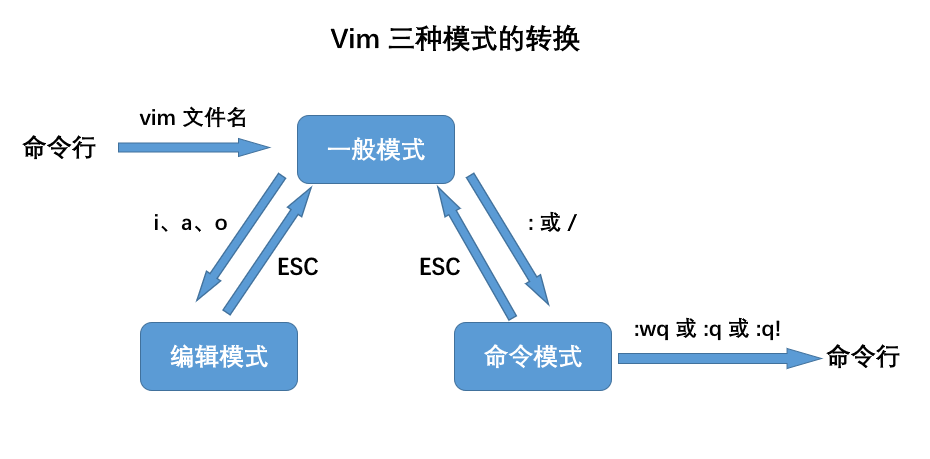 Vim 三种模式的转换
vim 文件名
命令行
一般模式
i、a、o
: 或 /
ESC
ESC
:wq 或 :q 或 :q!
编辑模式
命令模式
命令行